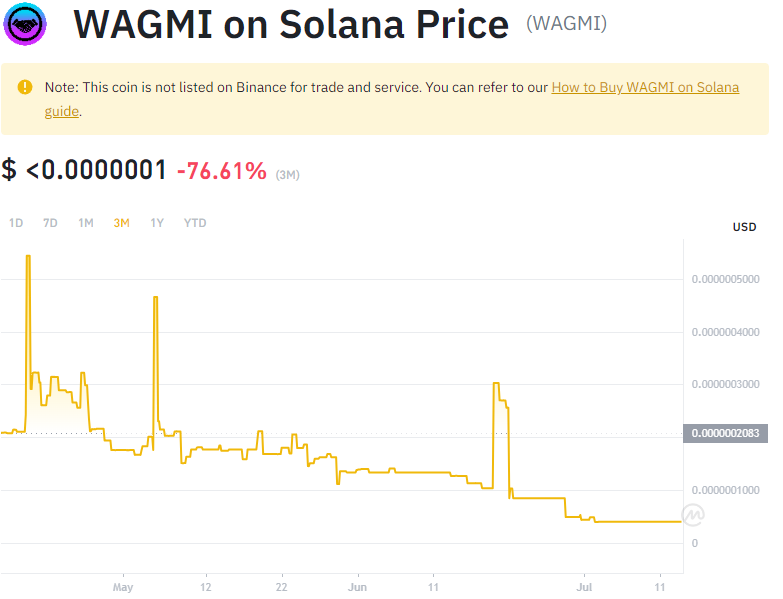 WAGMI on Solana Price (WAGMI)
Note: This coin is not listed on Binance for trade and service. You can refer to our How to Buy WAGMI on Solana
guide.
$ <0.0000001 -76.61% (3M)
1D 7D 1M 3M 1Y YTD
USD
0.0000005000
0.0000004000
0.0000003000
0.0000002083
0.0000001000
0
May 12 22 Jun 11 Jul 11